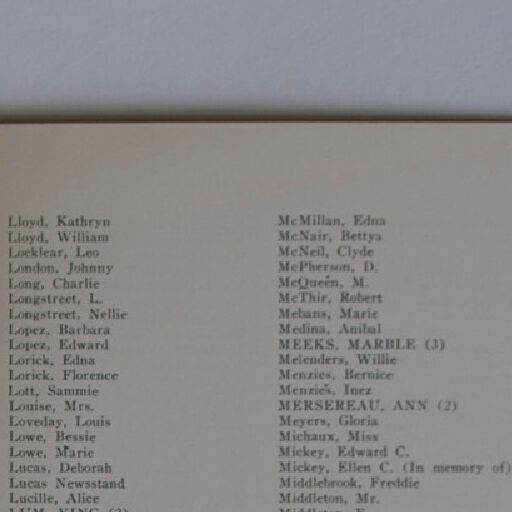 Lloyd, Kathryn
Lloyd, William
Locklear, Leo
London, Johnny
Long, Charlie
Longstreet, L.
Longstreet, Nellie
Lopez, Barbara
Lopez, Edward
Lorick, Edna
Lorick, Florence
Lott, Sammie
Louise, Mrs.
Loveday, Louis
Lowe, Bessie
Lowe, Marie
Lucas, Deborah
Lucas Newsstand
Lucille, Alice
McMillan, Edna
McNair, Bettya
McNeil, Clyde
McPherson, D.
McQueen, M.
McThir, Robert
Mebans, Marie
Medina, Anibal
MEEKS, MARBLE (3)
Melenders, Willie
Menzies, Bernice
Menzies, Inez
MERSEREAU, ANN (2)
Meyers, Gloria
Michaux, Miss
Mickey, Edward C.
Mickey, Ellen C. (In memory of)
Middlebrook, Freddie
Middleton, Mr.